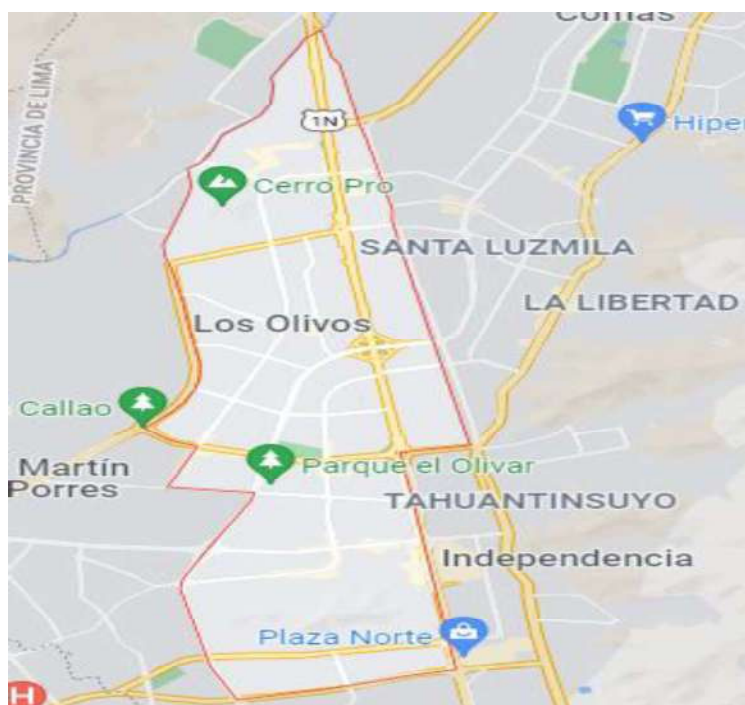 Comas
PROVINCIA DE LIMA
1N
Hiper
Cerro Pro
SANTA LUZMILA
LA LIBERTAD
Los Olivos
Callao
Martín
Porres
Parque el Olivar
TAHUANTINSUYO
Independencia
Plaza Norte
H